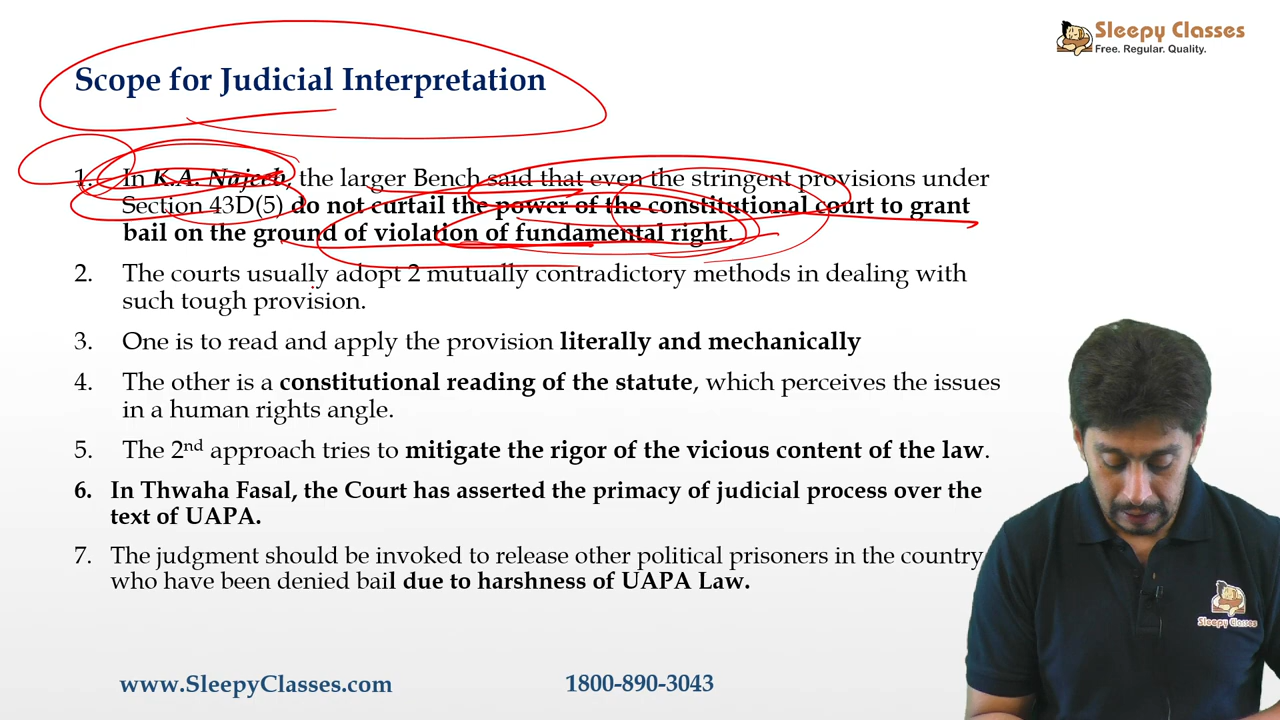 Sleepy Classes
Free. Regular. Quality.
Scope for Judicial Interpretation
1. In K.A. Najeeb, the larger Bench said that even the stringent provisions under
Section 43D(5) do not curtail the power of the constitutional court to grant
bail on the ground of violation of fundamental right.
2. The courts usually adopt 2 mutually contradictory methods in dealing with
such tough provision.
3. One is to read and apply the provision literally and mechanically
4. The other is a constitutional reading of the statute, which perceives the issues
in a human rights angle.
5. The 2nd approach tries to mitigate the rigor of the vicious content of the law.
6. In Thwaha Fasal, the Court has asserted the primacy of judicial process over the
text of UAPA.
7. The judgment should be invoked to release other political prisoners in the country
who have been denied bail due to harshness of UAPA Law.
Sleepy Classes
www.SleepyClasses.com
1800-890-3043